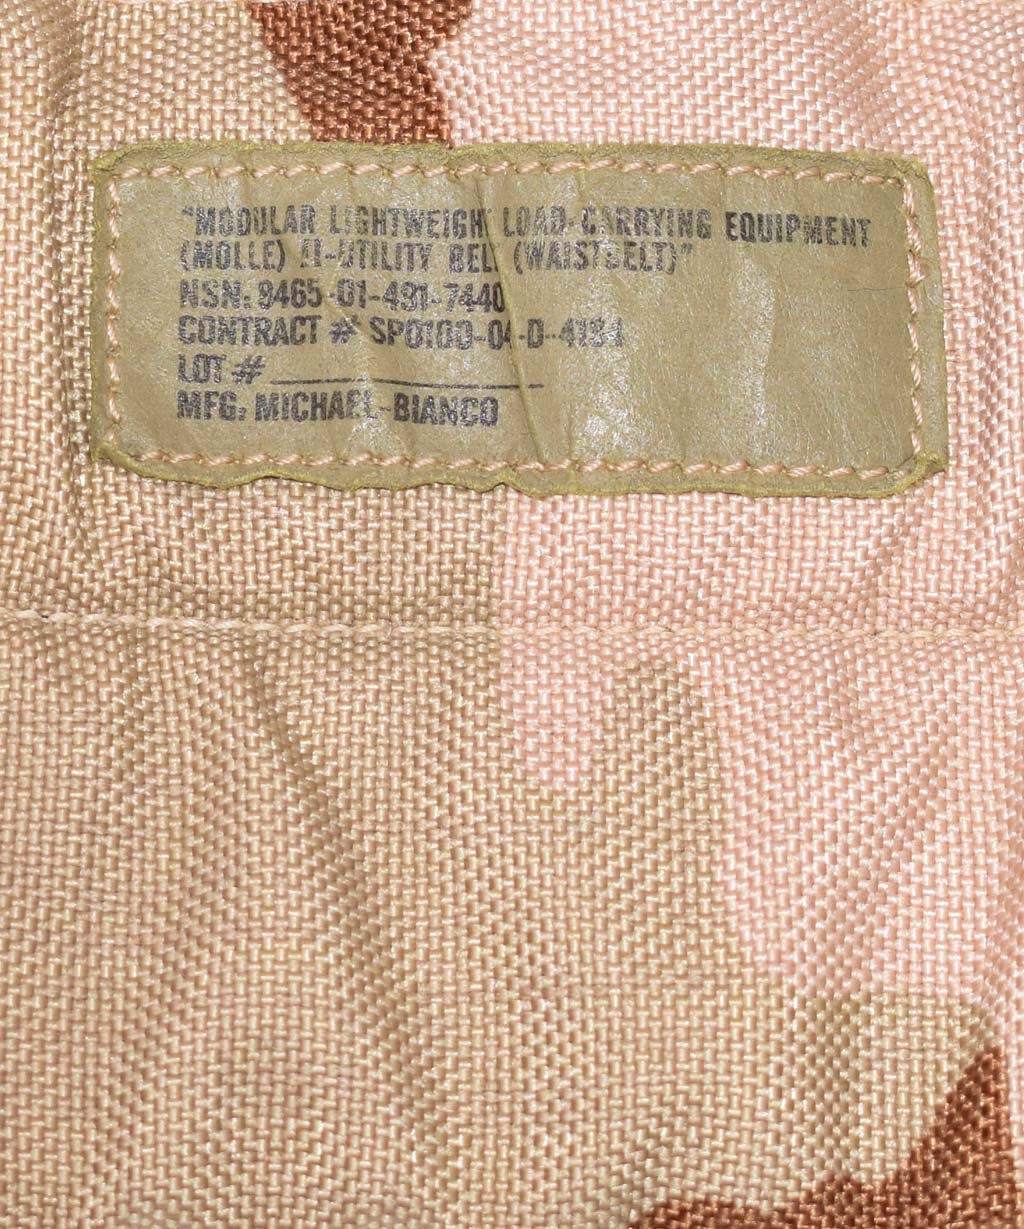 "MODULAR LIGHTWEIGHT LOAD-CARRYING EQUIPMENT
(MOLLE) II-UTILITY BELT (WAISTBELT)"
NSN: 8465-01-491-7440
CONTRACT # SP0100-04-D-4184
LOT # ____________________
MFG: MICHAEL-BIANCO